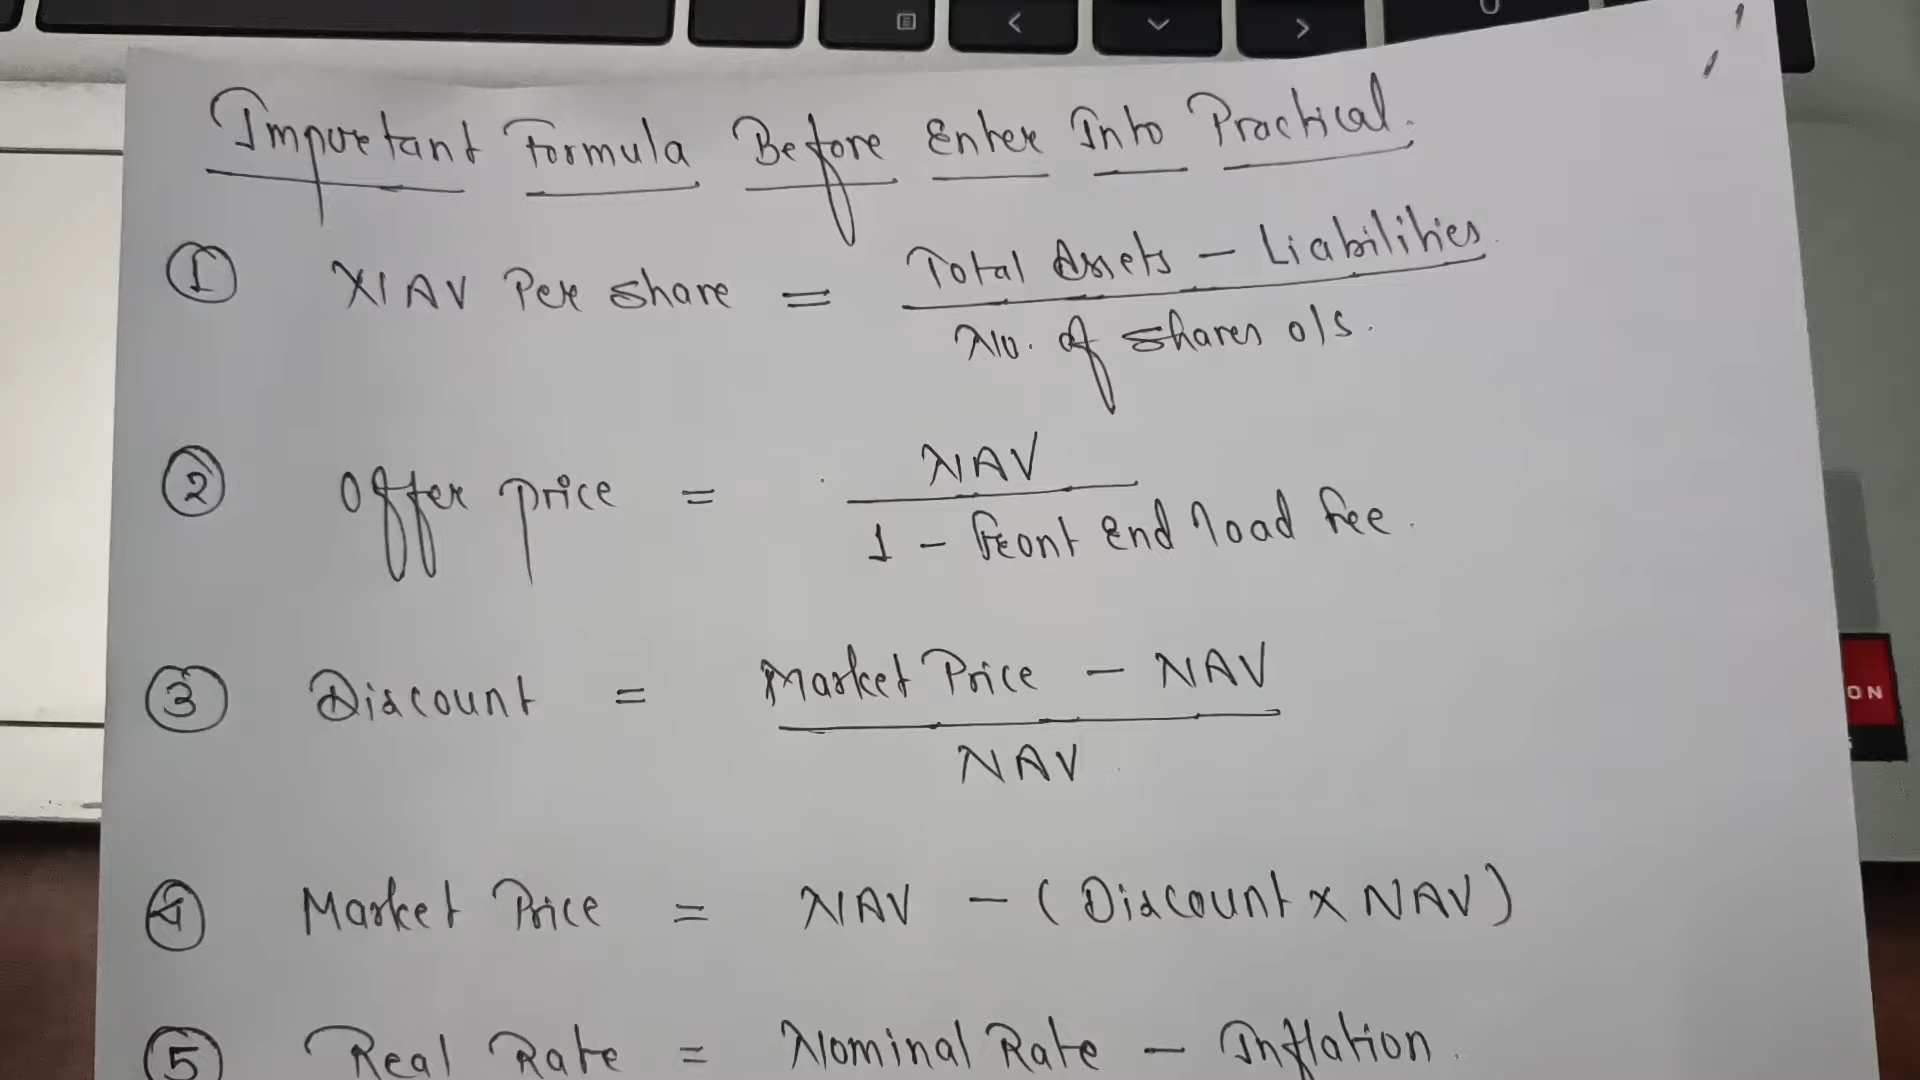 Important Formula Before Enter Into Practical.
① NAV Per share = Total Assets - Liabilities
No. of shares o/s.
② Offer price = NAV
1 - Front End load fee.
③ Discount = Market Price - NAV
NAV
④ Market Price = NAV - (Discount x NAV)
⑤ Real Rate = Nominal Rate - Inflation.
ON